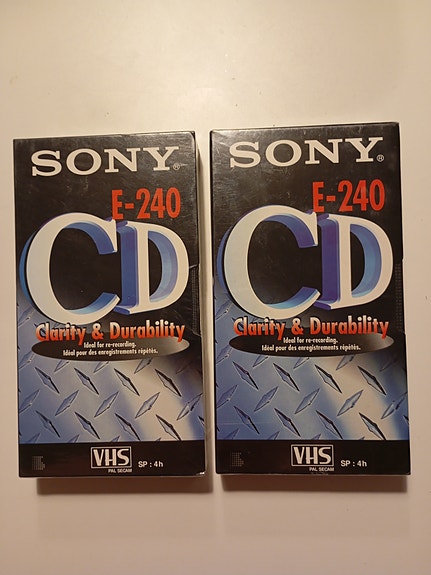 SONY®
E-240
CD
Clarity & Durability
Ideal for re-recording.
Idéal pour des enregistrements répétés.
VHS
PAL SECAM
SP : 4h
SONY®
E-240
CD
Clarity & Durability
Ideal for re-recording.
Idéal pour des enregistrements répétés.
VHS
PAL SECAM
SP : 4h